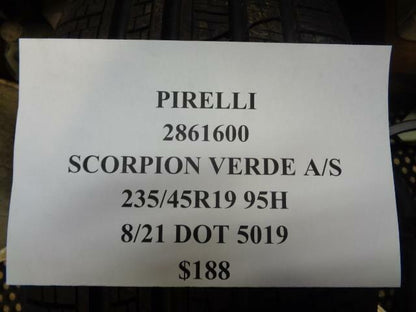 PIRELLI
2861600
SCORPION VERDE A/S
235/45R19 95H
8/21 DOT 5019
$188